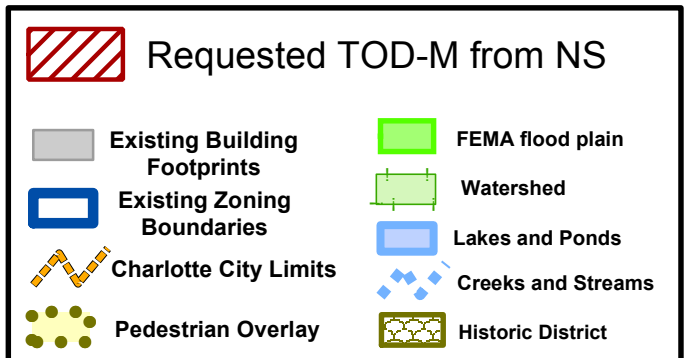 Requested TOD-M from NS
Existing Building
Footprints
Existing Zoning
Boundaries
Charlotte City Limits
Pedestrian Overlay
FEMA flood plain
Watershed
Lakes and Ponds
Creeks and Streams
Historic District